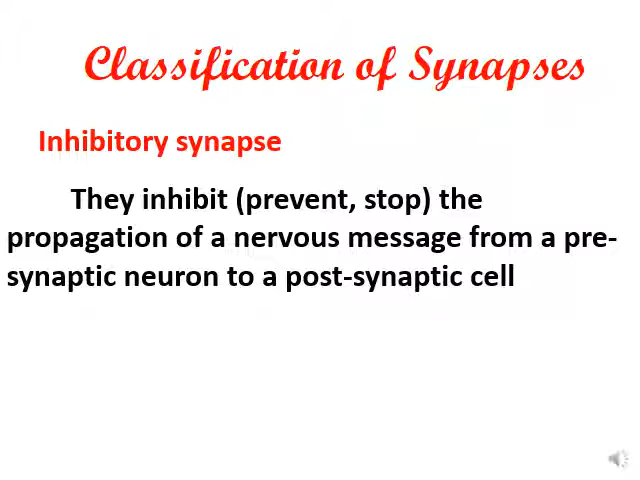 Classification of Synapses
Inhibitory synapse
They inhibit (prevent, stop) the
propagation of a nervous message from a pre-
synaptic neuron to a post-synaptic cell